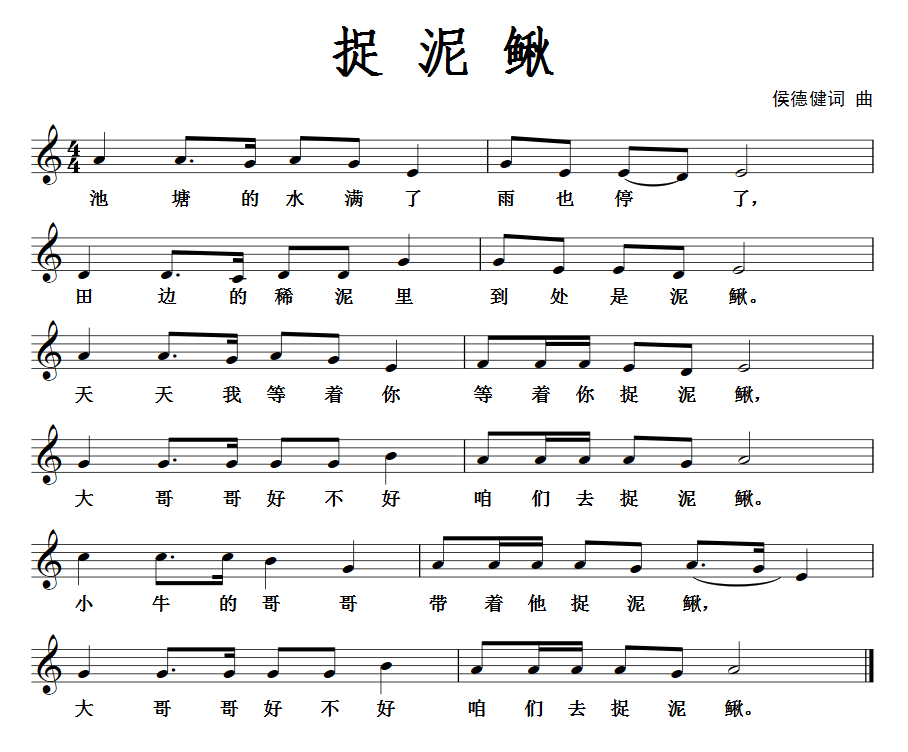 捉 泥 鳅
侯德健词 曲
4
4
池 塘 的 水 满 了 雨 也 停 了，
田 边 的 稀 泥 里 到 处 是 泥 鳅。
天 天 我 等 着 你 等 着 你 捉 泥 鳅，
大 哥 哥 好 不 好 咱 们 去 捉 泥 鳅。
小 牛 的 哥 哥 带 着 他 捉 泥 鳅，
大 哥 哥 好 不 好 咱 们 去 捉 泥 鳅。